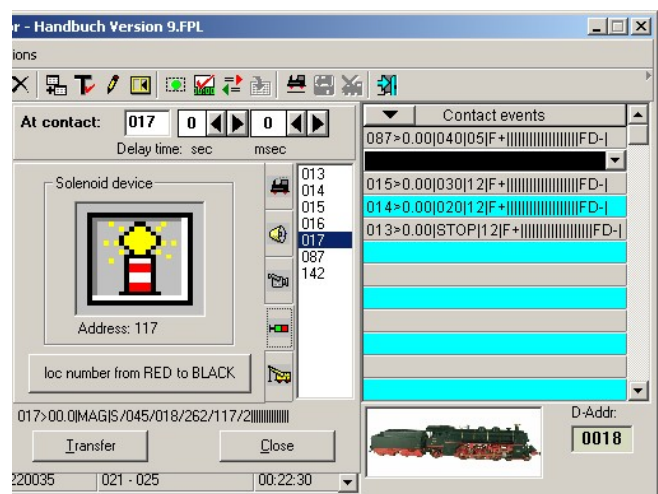 r - Handbuch Version 9.FPL
ions
At contact: 017 0 0
Delay time: sec msec
Solenoid device
Address: 117
loc number from RED to BLACK
013
014
015
016
017
087
142
017>00.0|MAG|S/045/018/262/117/2||||||||||||
Transfer Close
220035 021 - 025 00:22:30
Contact events
087>0.00|040|05|F+||||||||||||||||||FD-|
015>0.00|030|12|F+||||||||||||||||||FD-|
014>0.00|020|12|F+||||||||||||||||||FD-|
013>0.00|STOP|12|F+||||||||||||||||||FD-|
D-Addr:
0018